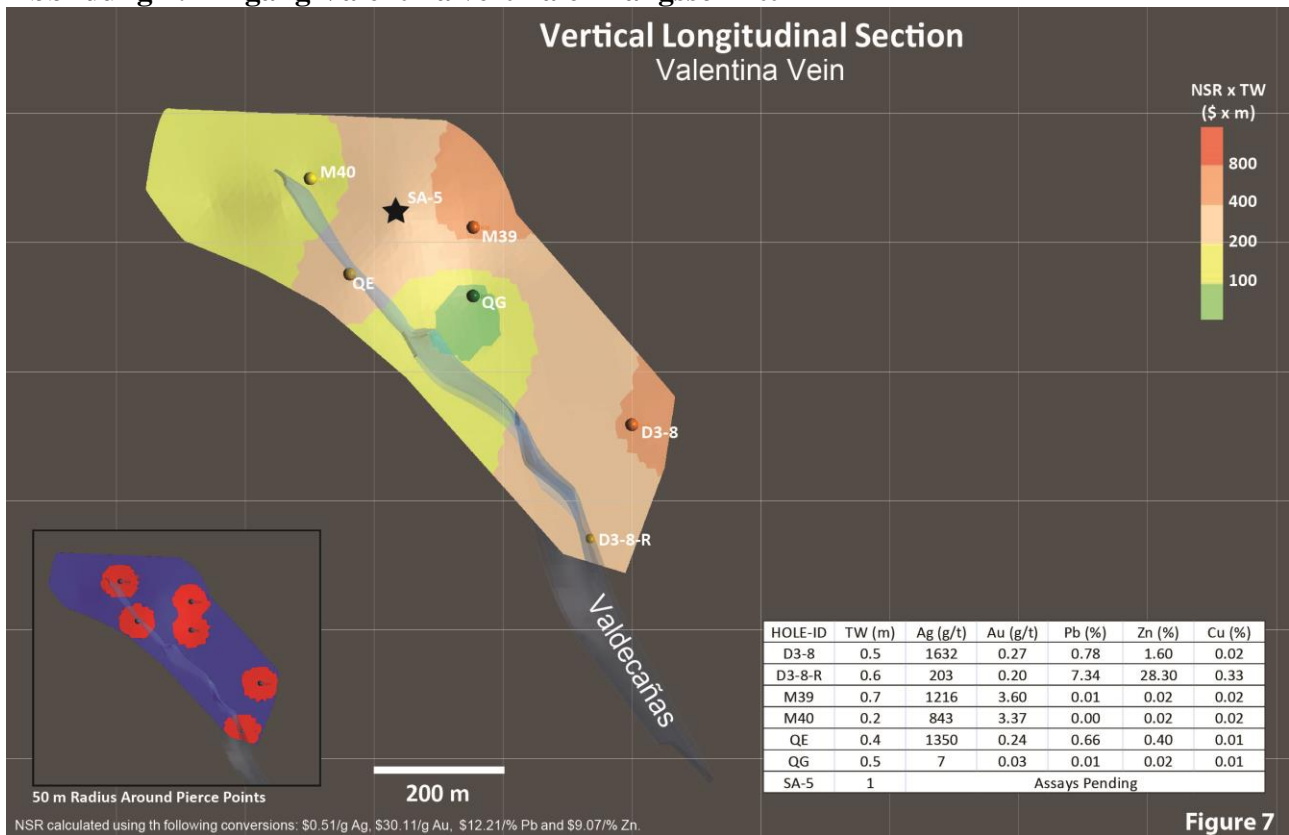 Vertical Longitudinal Section
Valentina Vein
NSR x TW
($ x m)
800
400
200
100
M40
SA-5
M39
QE
QG
D3-8
D3-8-R
Valdecañas
50 m Radius Around Pierce Points
200 m
HOLE-ID TW (m) Ag (g/t) Au (g/t) Pb (%) Zn (%) Cu (%)
D3-8 0.5 1632 0.27 0.78 1.60 0.02
D3-8-R 0.6 203 0.20 7.34 28.30 0.33
M39 0.7 1216 3.60 0.01 0.02 0.02
M40 0.2 843 3.37 0.00 0.02 0.02
QE 0.4 1350 0.24 0.66 0.40 0.01
QG 0.5 7 0.03 0.01 0.02 0.01
SA-5 1 Assays Pending
NSR calculated using th following conversions: $0.51/g Ag, $30.11/g Au, $12.21/% Pb and $9.07/% Zn.
Figure 7